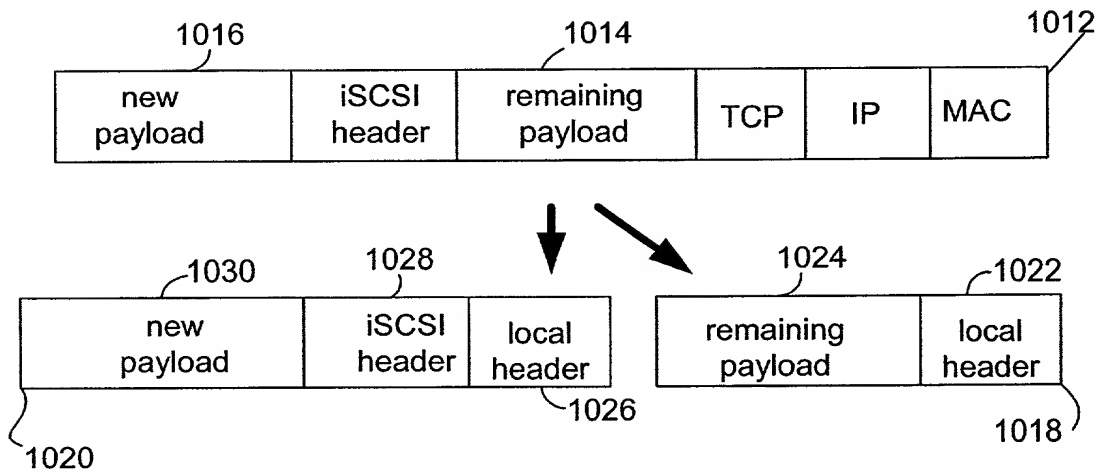 1016
1014
1012
new
payload
iSCSI
header
remaining
payload
TCP
IP
MAC
1030
1028
1024
1022
new
payload
iSCSI
header
local
header
remaining
payload
local
header
1020
1026
1018